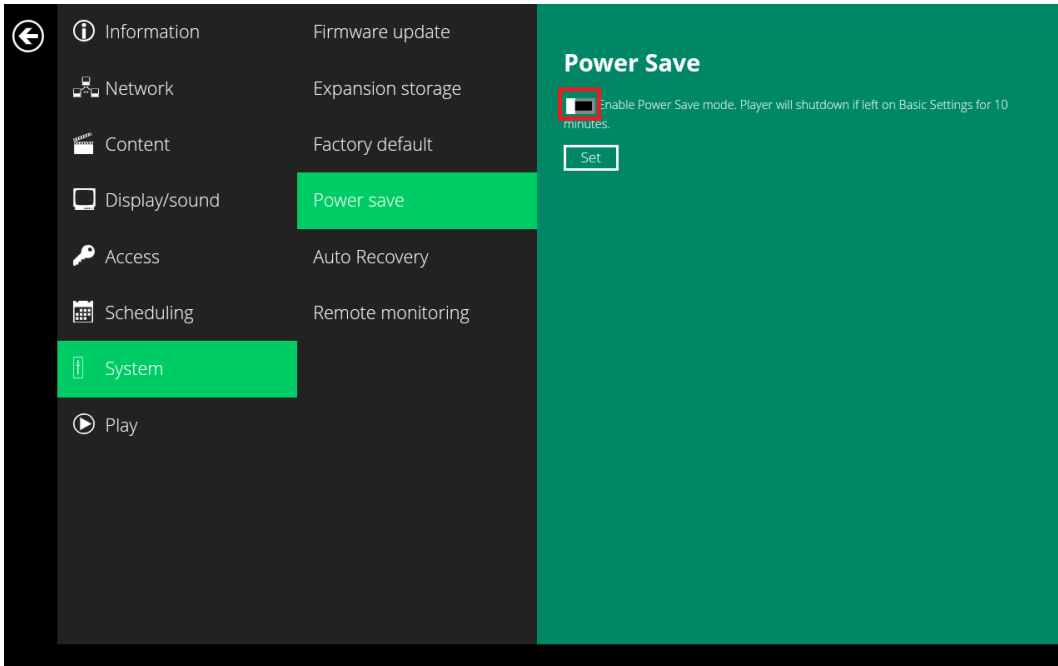 Information
Network
Content
Display/sound
Access
Scheduling
System
Play
Firmware update
Expansion storage
Factory default
Power save
Auto Recovery
Remote monitoring
Power Save
Enable Power Save mode. Player will shutdown if left on Basic Settings for 10
minutes.
Set